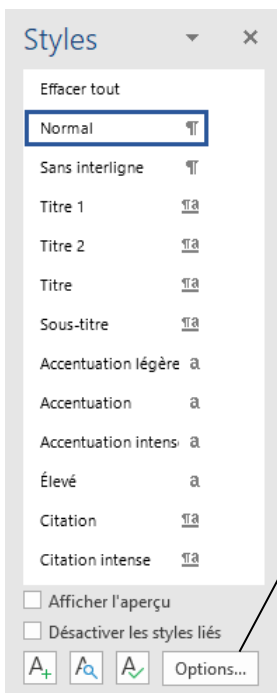 Styles
Effacer tout
Normal ¶
Sans interligne ¶
Titre 1 ¶a
Titre 2 ¶a
Titre ¶a
Sous-titre ¶a
Accentuation légère a
Accentuation a
Accentuation intens a
Élevé a
Citation ¶a
Citation intense ¶a
Afficher l'aperçu
Désactiver les styles liés
Options...